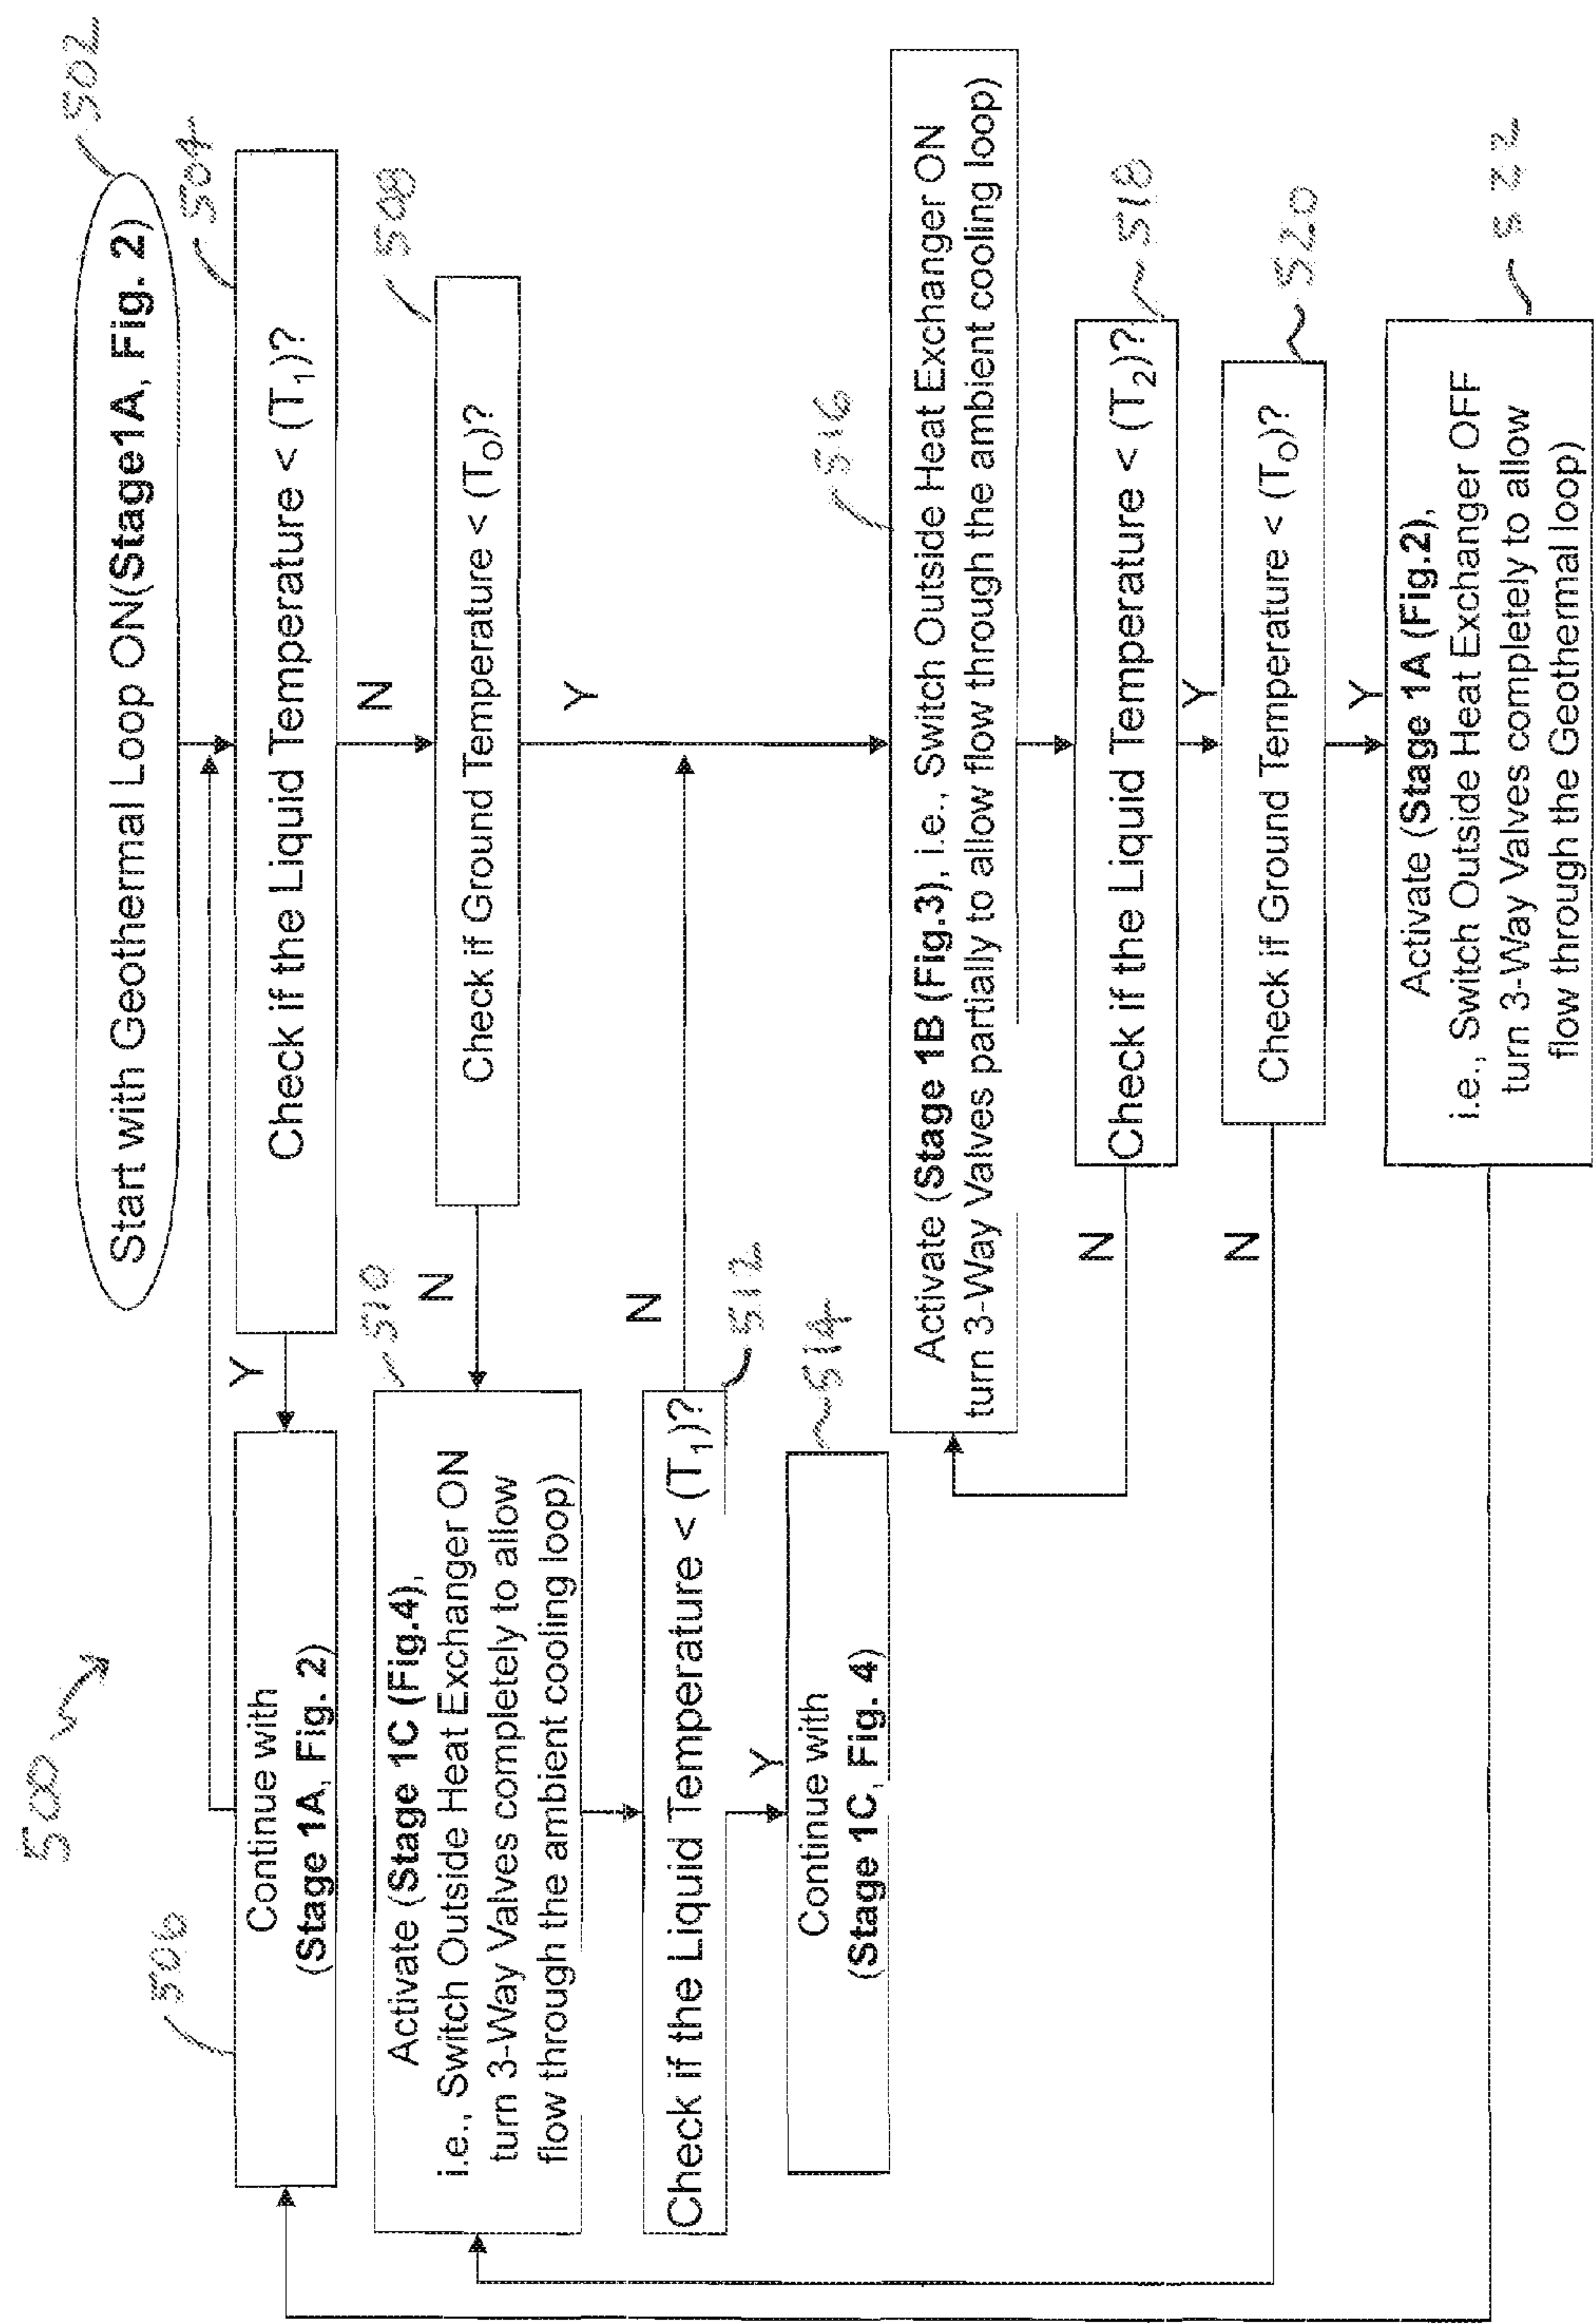 500
502
Start with Geothermal Loop ON(Stage1A, Fig. 2)
504
Check if the Liquid Temperature < (T₁)?
Y
N
506
Continue with
(Stage 1A, Fig. 2)
508
Check if Ground Temperature < (T₀)?
N
Y
510
Activate (Stage 1C (Fig.4),
i.e., Switch Outside Heat Exchanger ON
turn 3-Way Valves completely to allow
flow through the ambient cooling loop)
512
Check if the Liquid Temperature < (T₁)?
N
Y
514
Continue with
(Stage 1C, Fig. 4)
516
Activate (Stage 1B (Fig.3), i.e., Switch Outside Heat Exchanger ON
turn 3-Way Valves partially to allow flow through the ambient cooling loop)
518
Check if the Liquid Temperature < (T₂)?
N
Y
520
Check if Ground Temperature < (T₀)?
N
Y
522
Activate (Stage 1A (Fig.2),
i.e., Switch Outside Heat Exchanger OFF
turn 3-Way Valves completely to allow
flow through the Geothermal loop)